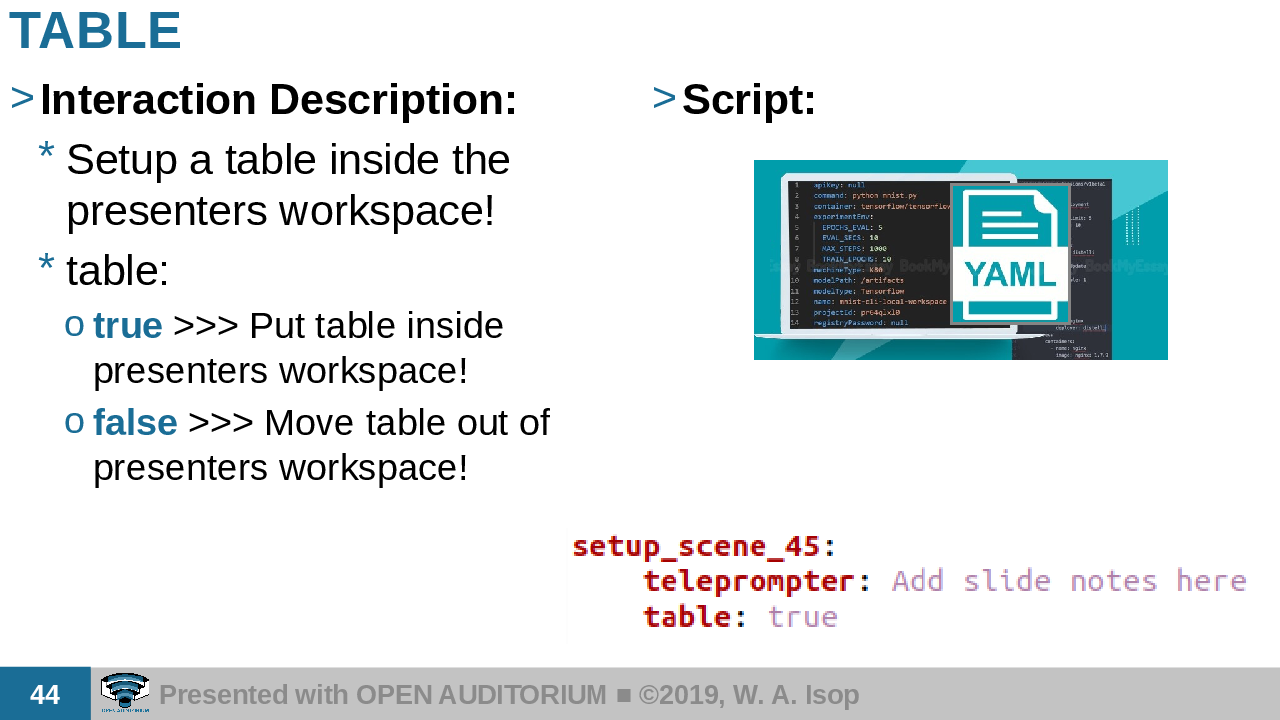 TABLE
> Interaction Description:
* Setup a table inside the
presenters workspace!
* table:
o true >>> Put table inside
presenters workspace!
o false >>> Move table out of
presenters workspace!
> Script:
1 apiKey: null
2 command: python mnist.py
3 container: tensorflow/tensorflow
4 experimentEnv:
5 EPOCHS_EVAL: 5
6 EVAL_SECS: 10
7 MAX_STEPS: 1000
8 TRAIN_EPOCHS: 10
9 machineType: K80
10 modelPath: /artifacts
11 modelType: Tensorflow
12 name: mnist-cli-local-workspace
13 projectId: pr64qlxl0
14 registryPassword: null
YAML
containers:
setup_scene_45:
teleprompter: Add slide notes here
table: true
44
OPEN AUDITORIUM
Presented with OPEN AUDITORIUM ■ ©2019, W. A. Isop